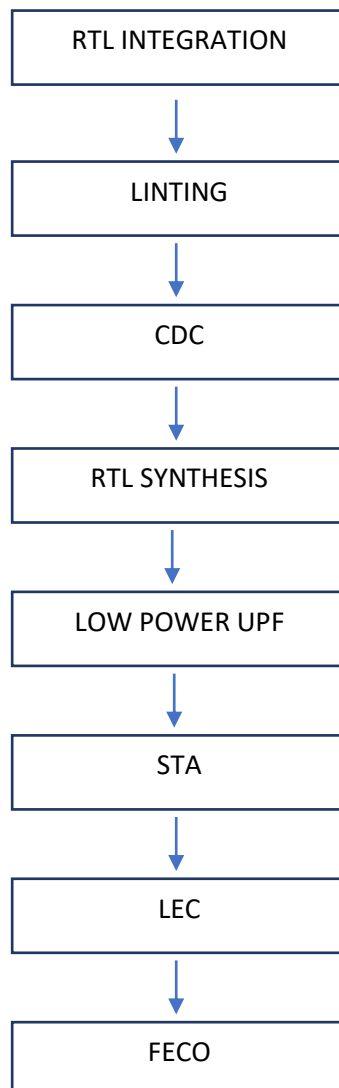 RTL INTEGRATION
LINTING
CDC
RTL SYNTHESIS
LOW POWER UPF
STA
LEC
FECO